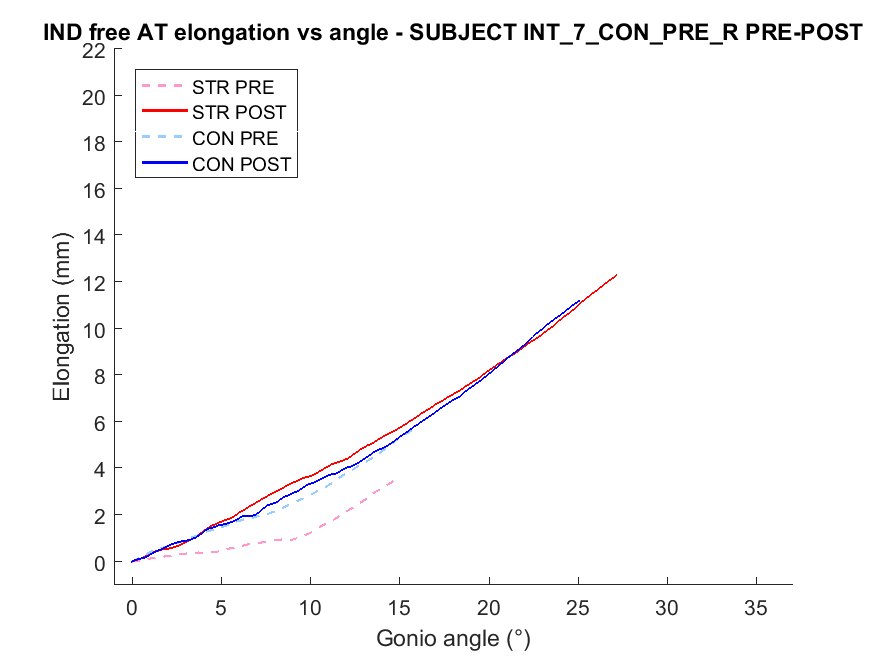 IND free AT elongation vs angle - SUBJECT INT_7_CON_PRE_R PRE-POST
22
20
18
16
14
12
10
8
6
4
2
0
Elongation (mm)
STR PRE
STR POST
CON PRE
CON POST
0 5 10 15 20 25 30 35
Gonio angle (°)